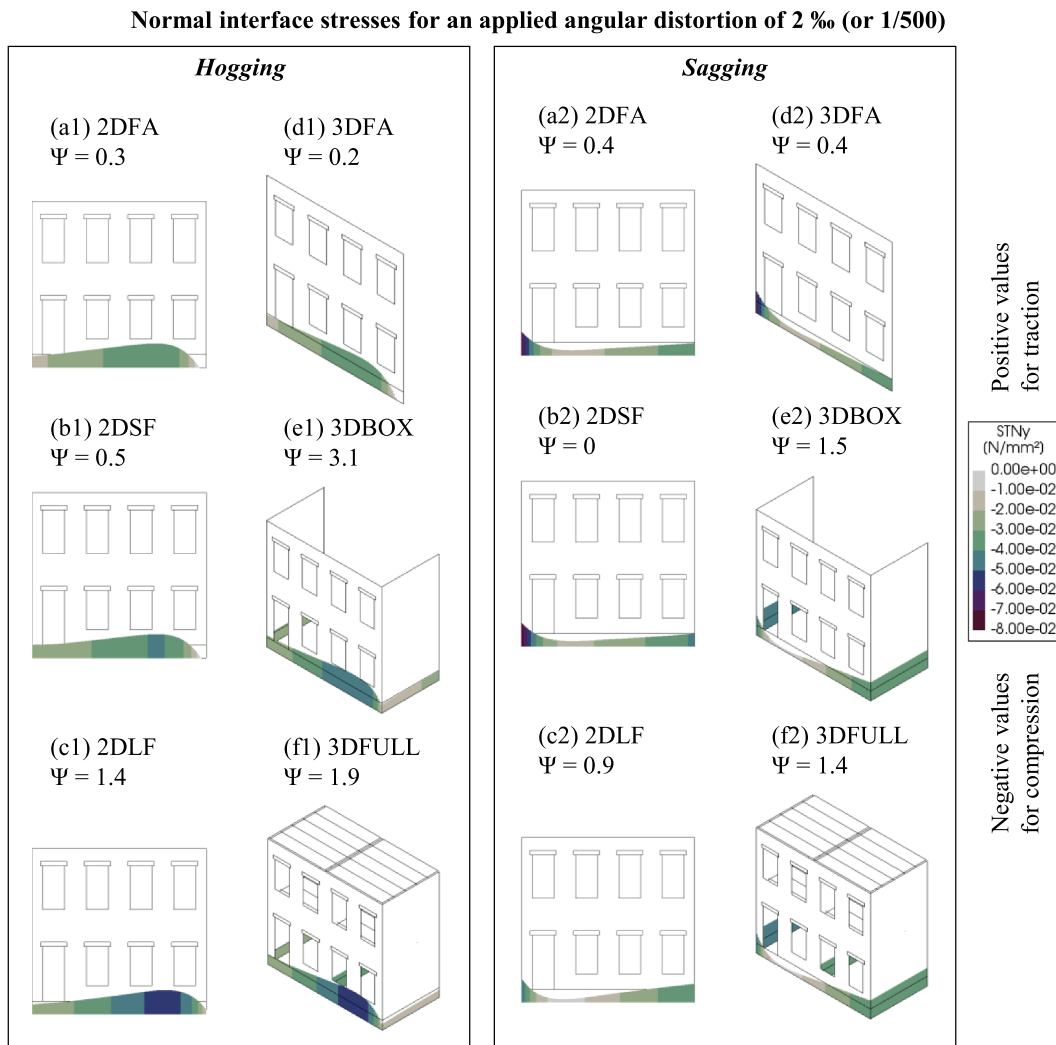 Normal interface stresses for an applied angular distortion of 2 ‰ (or 1/500)
Hogging
(a1) 2DFA
Ψ = 0.3
(d1) 3DFA
Ψ = 0.2
(b1) 2DSF
Ψ = 0.5
(e1) 3DBOX
Ψ = 3.1
(c1) 2DLF
Ψ = 1.4
(f1) 3DFULL
Ψ = 1.9
Sagging
(a2) 2DFA
Ψ = 0.4
(d2) 3DFA
Ψ = 0.4
(b2) 2DSF
Ψ = 0
(e2) 3DBOX
Ψ = 1.5
(c2) 2DLF
Ψ = 0.9
(f2) 3DFULL
Ψ = 1.4
Positive values
for traction
STNy
(N/mm²)
0.00e+00
-1.00e-02
-2.00e-02
-3.00e-02
-4.00e-02
-5.00e-02
-6.00e-02
-7.00e-02
-8.00e-02
Negative values
for compression